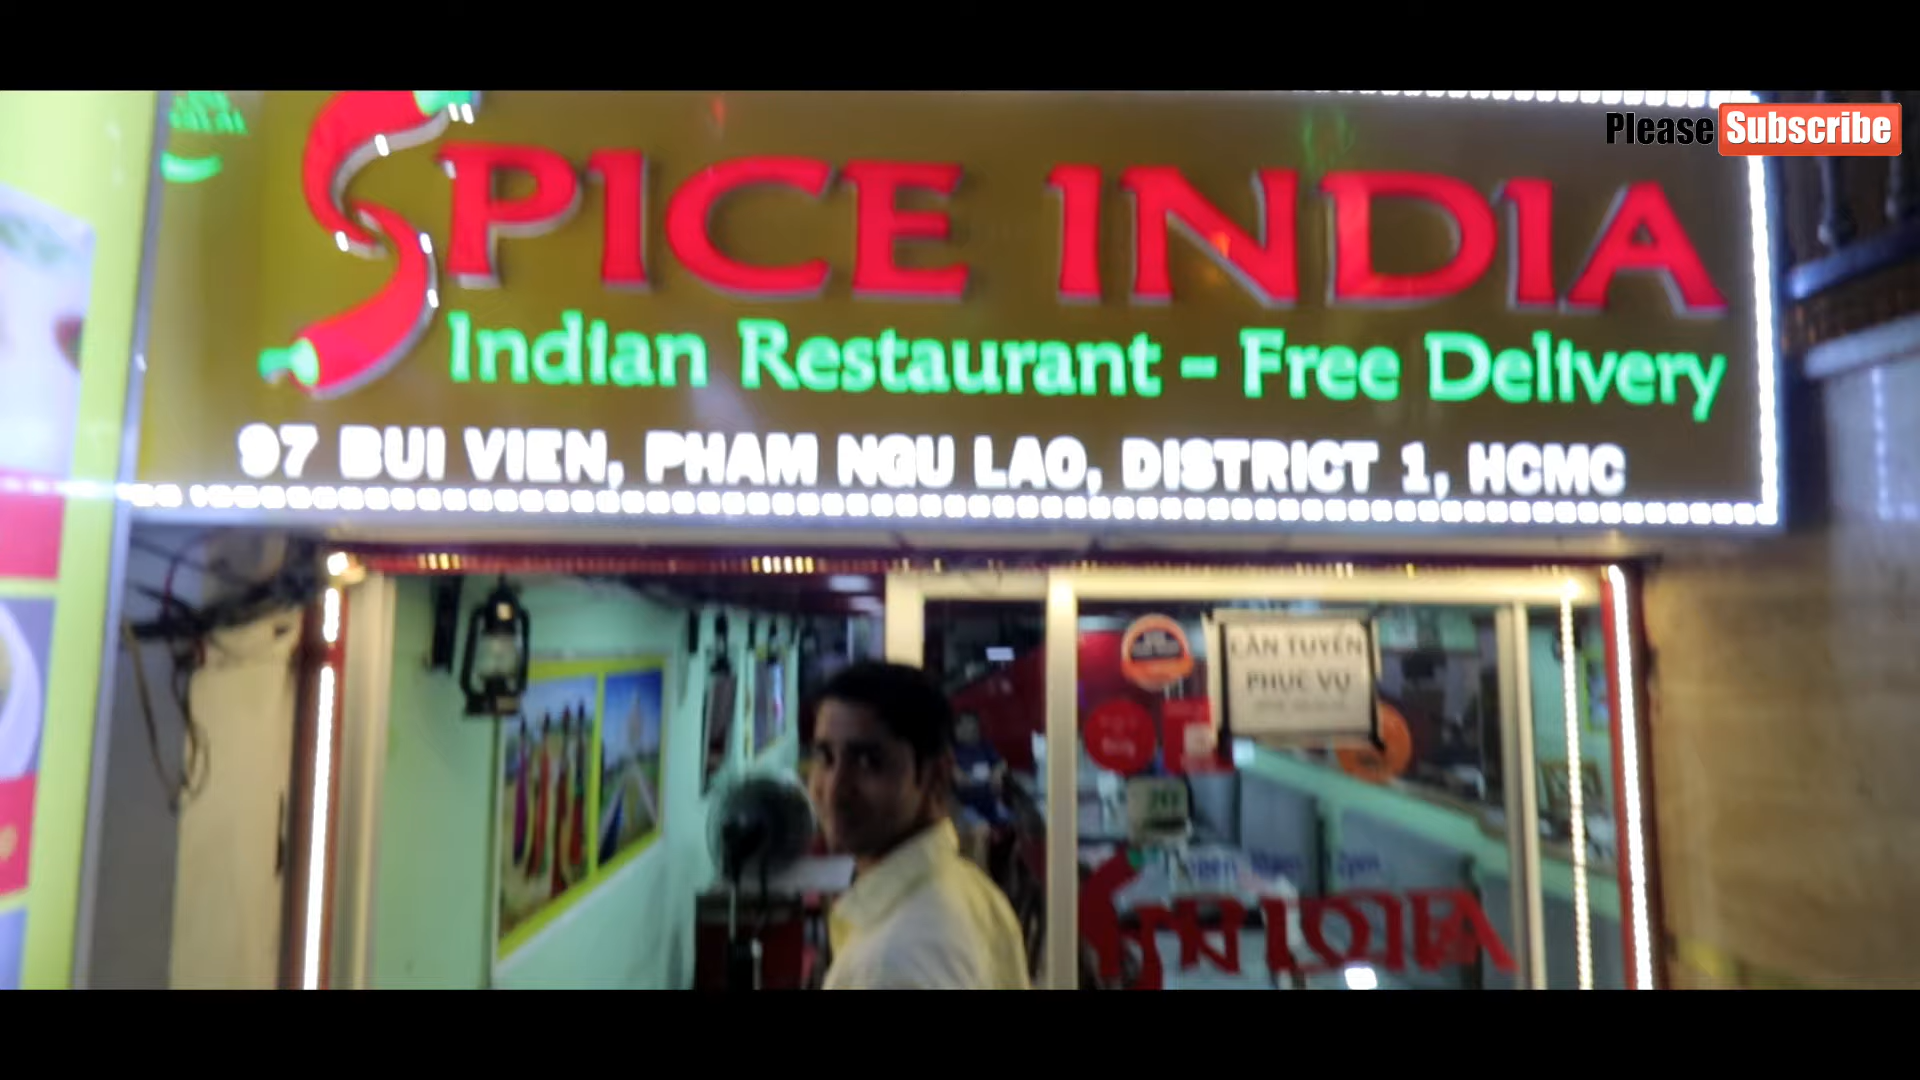 Please Subscribe
SPICE INDIA
Indian Restaurant - Free Delivery
97 BUI VIEN, PHAM NGU LAO, DISTRICT 1, HCMC
CẦN TUYỂN
PHỤC VỤ